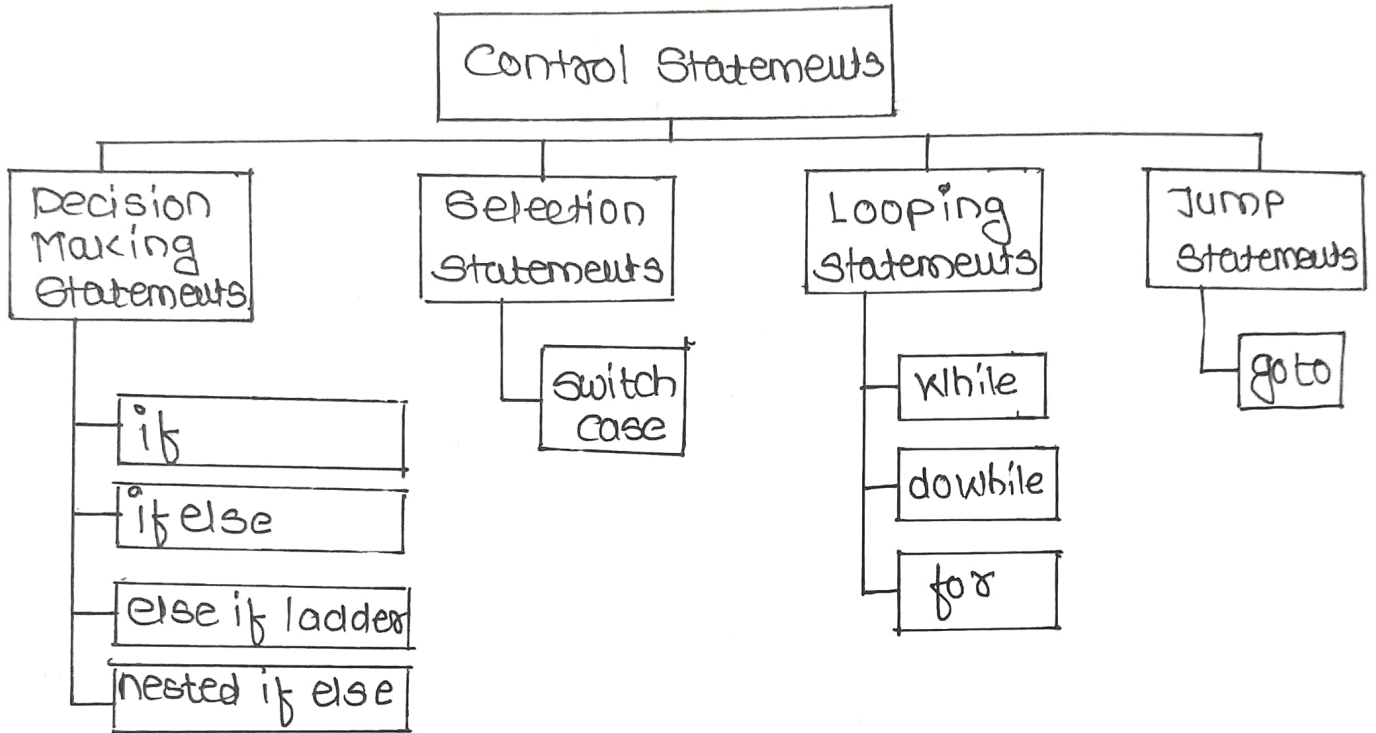 Control Statements
Decision
Making
Statements
Selection
Statements
Looping
Statements
Jump
Statements
if
if else
else if ladder
nested if else
switch
case
while
dowhile
for
goto